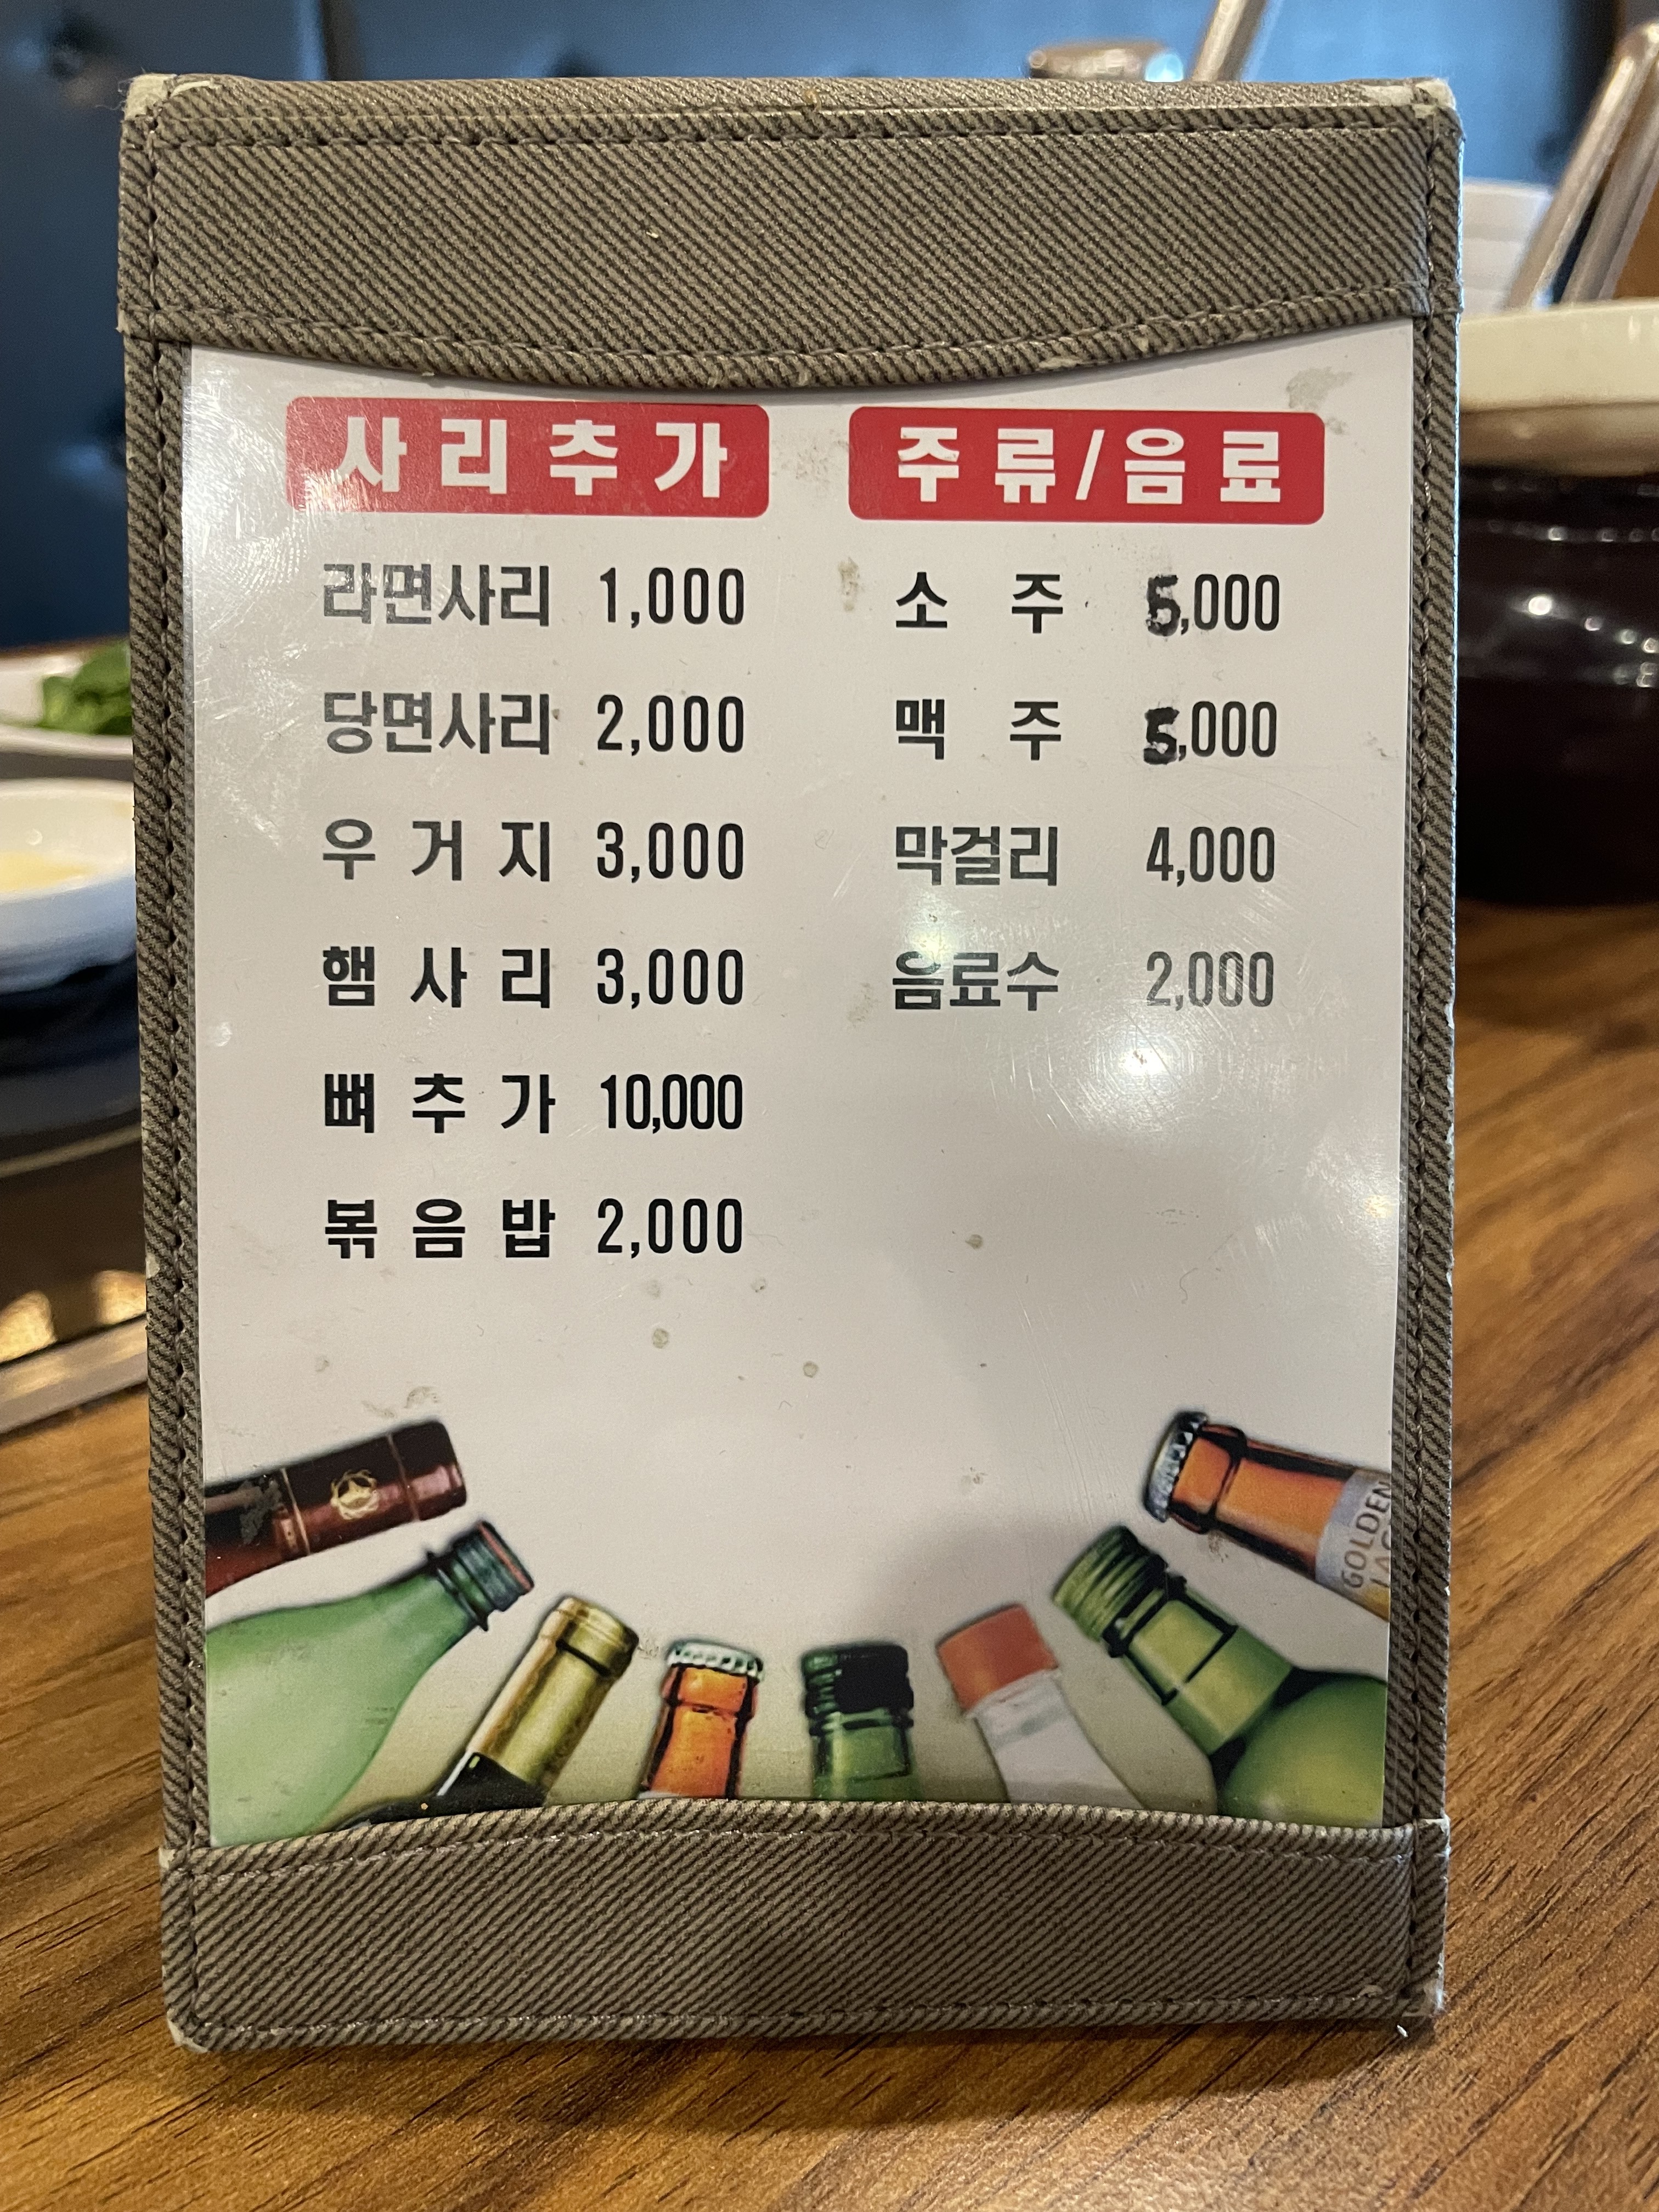 사리추가
라면사리 1,000
당면사리 2,000
우거지 3,000
햄사리 3,000
뼈추가 10,000
볶음밥 2,000
주류/음료
소주 5,000
맥주 5,000
막걸리 4,000
음료수 2,000
GOLDEN